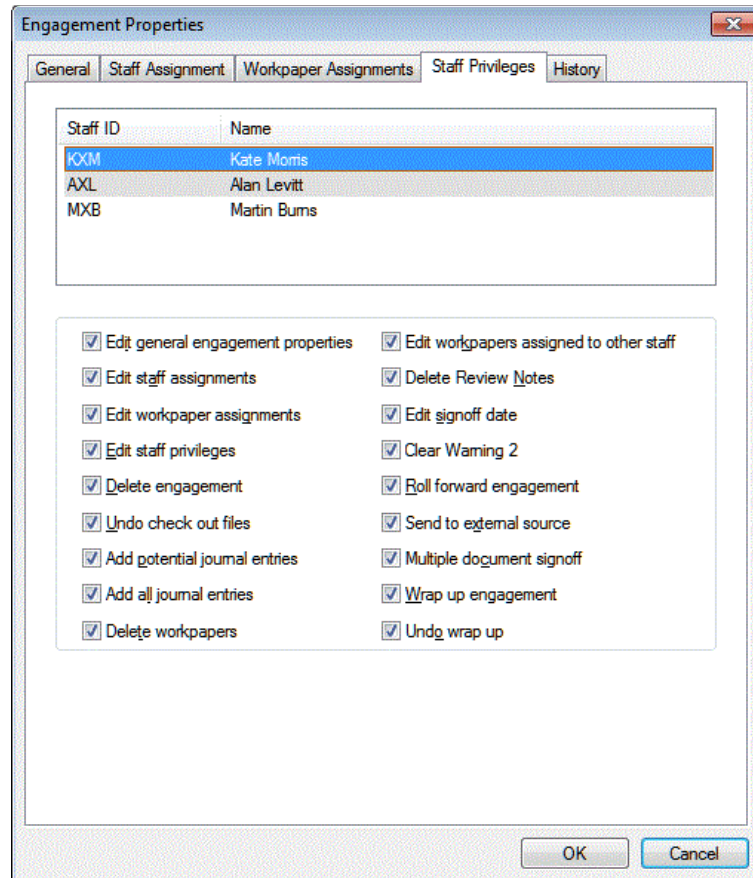 Engagement Properties
General Staff Assignment Workpaper Assignments Staff Privileges History
Staff ID Name
KXM Kate Morris
AXL Alan Levitt
MXB Martin Burns
Edit general engagement properties Edit workpapers assigned to other staff
Edit staff assignments Delete Review Notes
Edit workpaper assignments Edit signoff date
Edit staff privileges Clear Warning 2
Delete engagement Roll forward engagement
Undo check out files Send to external source
Add potential journal entries Multiple document signoff
Add all journal entries Wrap up engagement
Delete workpapers Undo wrap up
OK Cancel